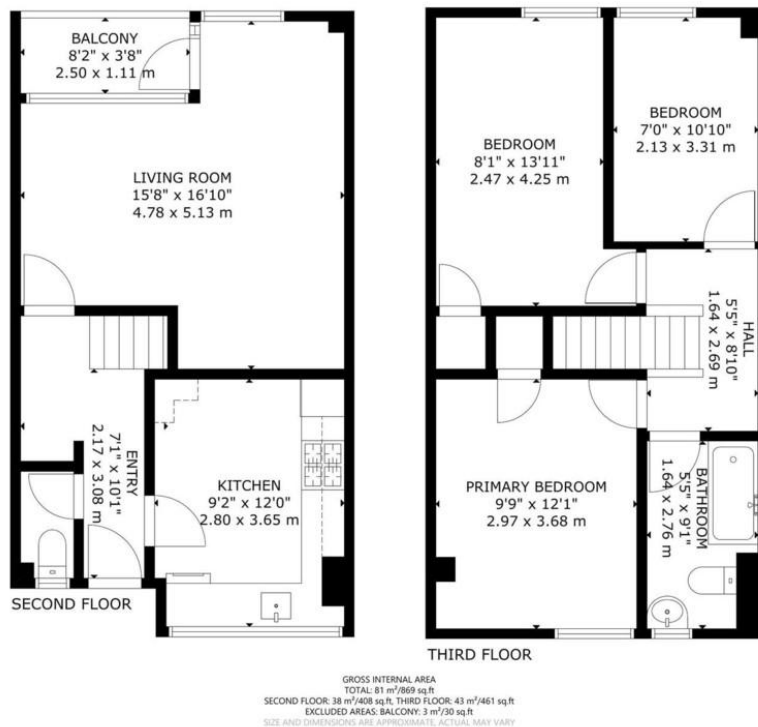 BALCONY
8'2" x 3'8"
2.50 x 1.11 m
LIVING ROOM
15'8" x 16'10"
4.78 x 5.13 m
ENTRY
7'1" x 10'1"
2.17 x 3.08 m
KITCHEN
9'2" x 12'0"
2.80 x 3.65 m
SECOND FLOOR
BEDROOM
8'1" x 13'11"
2.47 x 4.25 m
BEDROOM
7'0" x 10'10"
2.13 x 3.31 m
HALL
5'5" x 8'10"
1.64 x 2.69 m
PRIMARY BEDROOM
9'9" x 12'1"
2.97 x 3.68 m
BATHROOM
5'5" x 9'1"
1.64 x 2.76 m
THIRD FLOOR
GROSS INTERNAL AREA
TOTAL: 81 m²/869 sq.ft
SECOND FLOOR: 38 m²/408 sq.ft, THIRD FLOOR: 43 m²/461 sq.ft
EXCLUDED AREAS: BALCONY: 3 m²/30 sq.ft
SIZE AND DIMENSIONS ARE APPROXIMATE, ACTUAL MAY VARY